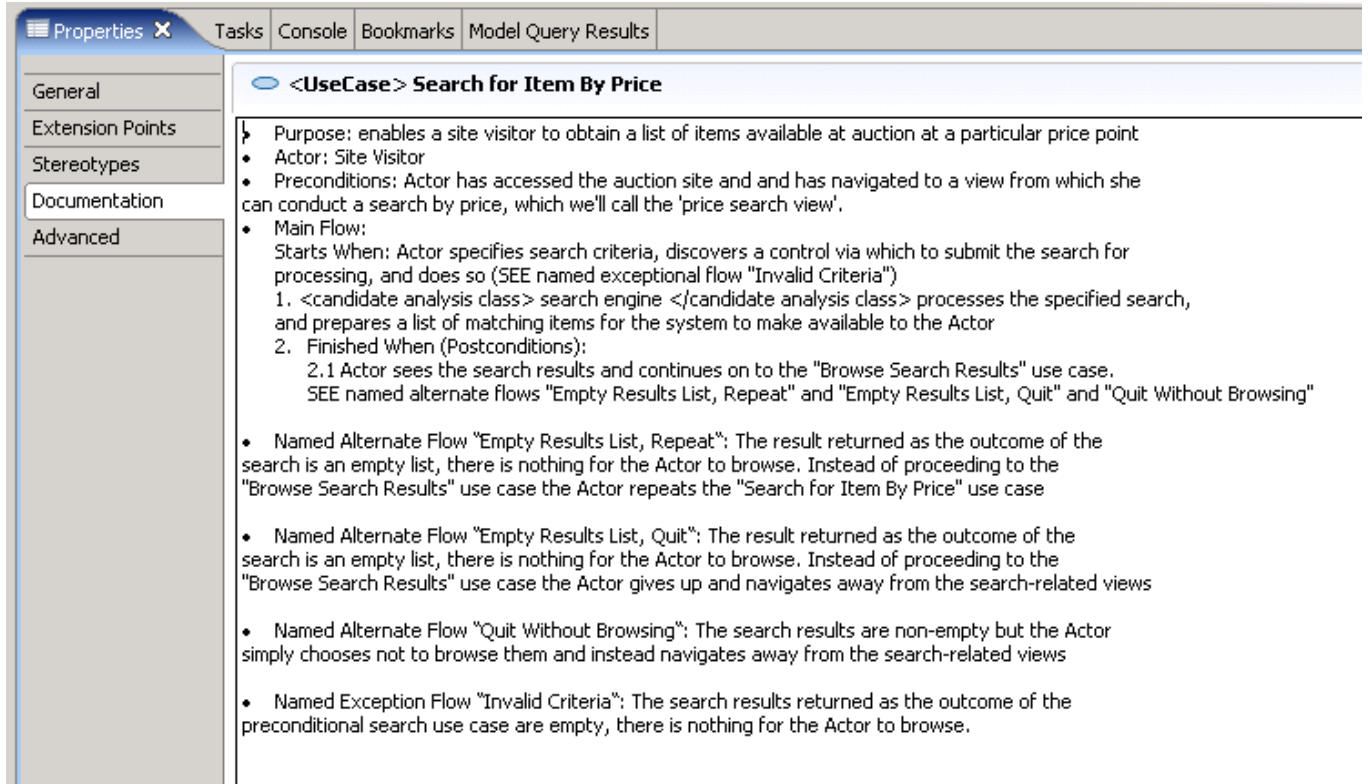 Properties Tasks Console Bookmarks Model Query Results
General
Extension Points
Stereotypes
Documentation
Advanced
<UseCase> Search for Item By Price
• Purpose: enables a site visitor to obtain a list of items available at auction at a particular price point
• Actor: Site Visitor
• Preconditions: Actor has accessed the auction site and and has navigated to a view from which she
can conduct a search by price, which we'll call the 'price search view'.
• Main Flow:
Starts When: Actor specifies search criteria, discovers a control via which to submit the search for
processing, and does so (SEE named exceptional flow "Invalid Criteria")
1. <candidate analysis class> search engine </candidate analysis class> processes the specified search,
and prepares a list of matching items for the system to make available to the Actor
2. Finished When (Postconditions):
2.1 Actor sees the search results and continues on to the "Browse Search Results" use case.
SEE named alternate flows "Empty Results List, Repeat" and "Empty Results List, Quit" and "Quit Without Browsing"
• Named Alternate Flow “Empty Results List, Repeat“: The result returned as the outcome of the
search is an empty list, there is nothing for the Actor to browse. Instead of proceeding to the
"Browse Search Results" use case the Actor repeats the "Search for Item By Price" use case
• Named Alternate Flow “Empty Results List, Quit“: The result returned as the outcome of the
search is an empty list, there is nothing for the Actor to browse. Instead of proceeding to the
"Browse Search Results" use case the Actor gives up and navigates away from the search-related views
• Named Alternate Flow “Quit Without Browsing“: The search results are non-empty but the Actor
simply chooses not to browse them and instead navigates away from the search-related views
• Named Exception Flow “Invalid Criteria“: The search results returned as the outcome of the
preconditional search use case are empty, there is nothing for the Actor to browse.